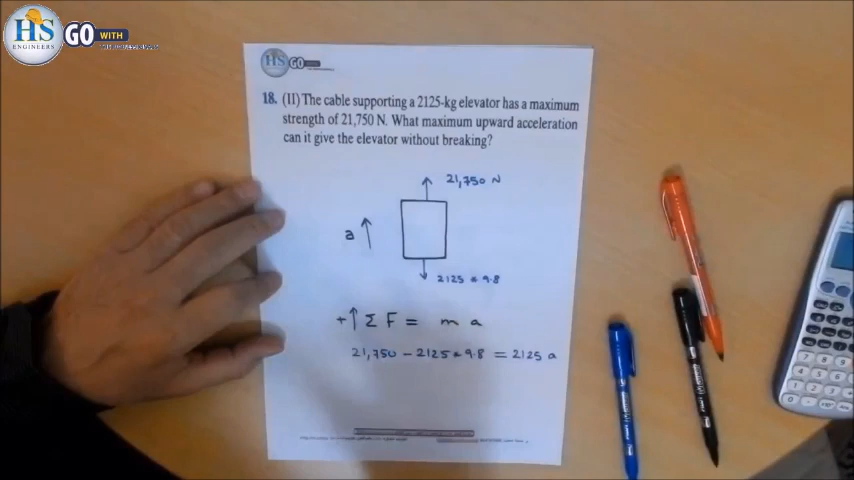 HS
ENGINEERS
GO
WITH
HS
GO
18. (II) The cable supporting a 2125-kg elevator has a maximum
strength of 21,750 N. What maximum upward acceleration
can it give the elevator without breaking?
21,750 N
a
2125 * 9.8
+↑ Σ F = m a
21,750 - 2125 * 9.8 = 2125 a